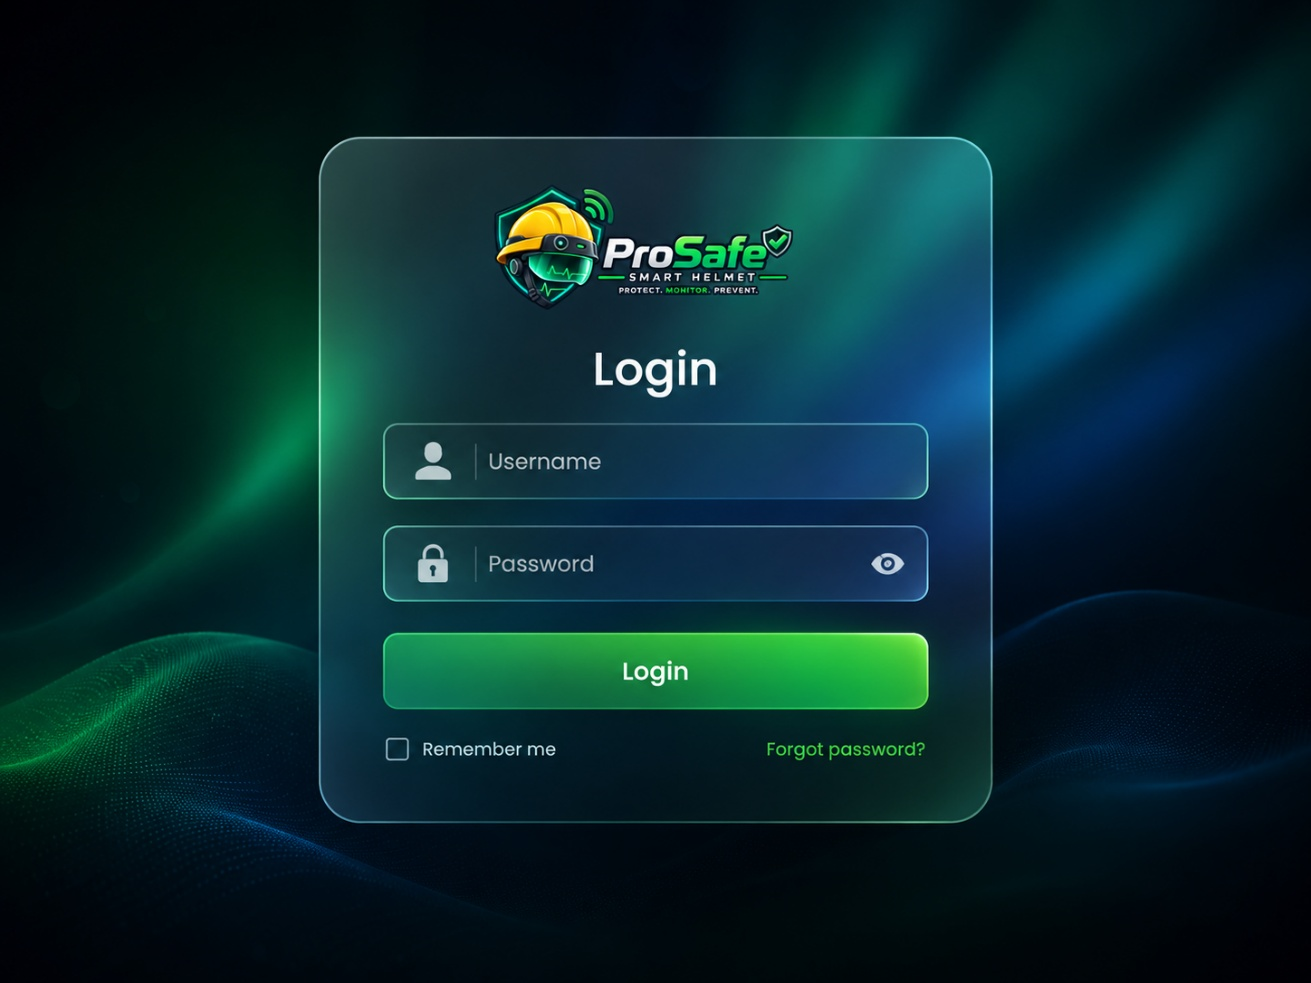 ProSafe
SMART HELMET
PROTECT. MONITOR. PREVENT.
Login
Username
Password
Login
Remember me
Forgot password?